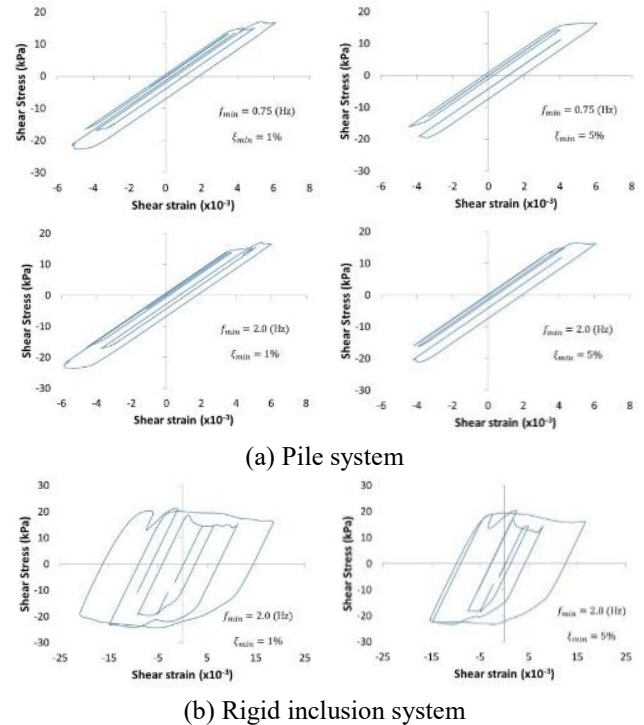 Shear Stress (kPa)
20
10
0
-10
-20
-30
-6 -4 -2 0 2 4 6 8
Shear strain (x10⁻³)
f_min = 0.75 (Hz)
ξ_min = 1%
Shear Stress (kPa)
20
10
0
-10
-20
-30
-6 -4 -2 0 2 4 6 8
Shear strain (x10⁻³)
f_min = 0.75 (Hz)
ξ_min = 5%
Shear Stress (kPa)
20
10
0
-10
-20
-30
-6 -4 -2 0 2 4 6 8
Shear strain (x10⁻³)
f_min = 2.0 (Hz)
ξ_min = 1%
Shear Stress (kPa)
20
10
0
-10
-20
-30
-6 -4 -2 0 2 4 6 8
Shear strain (x10⁻³)
f_min = 2.0 (Hz)
ξ_min = 5%
(a) Pile system
Shear Stress (kPa)
30
20
10
0
-10
-20
-30
-25 -15 -5 5 15 25
Shear strain (x10⁻³)
f_min = 2.0 (Hz)
ξ_min = 1%
Shear Stress (kPa)
30
20
10
0
-10
-20
-30
-25 -15 -5 5 15 25
Shear strain (x10⁻³)
f_min = 2.0 (Hz)
ξ_min = 5%
(b) Rigid inclusion system